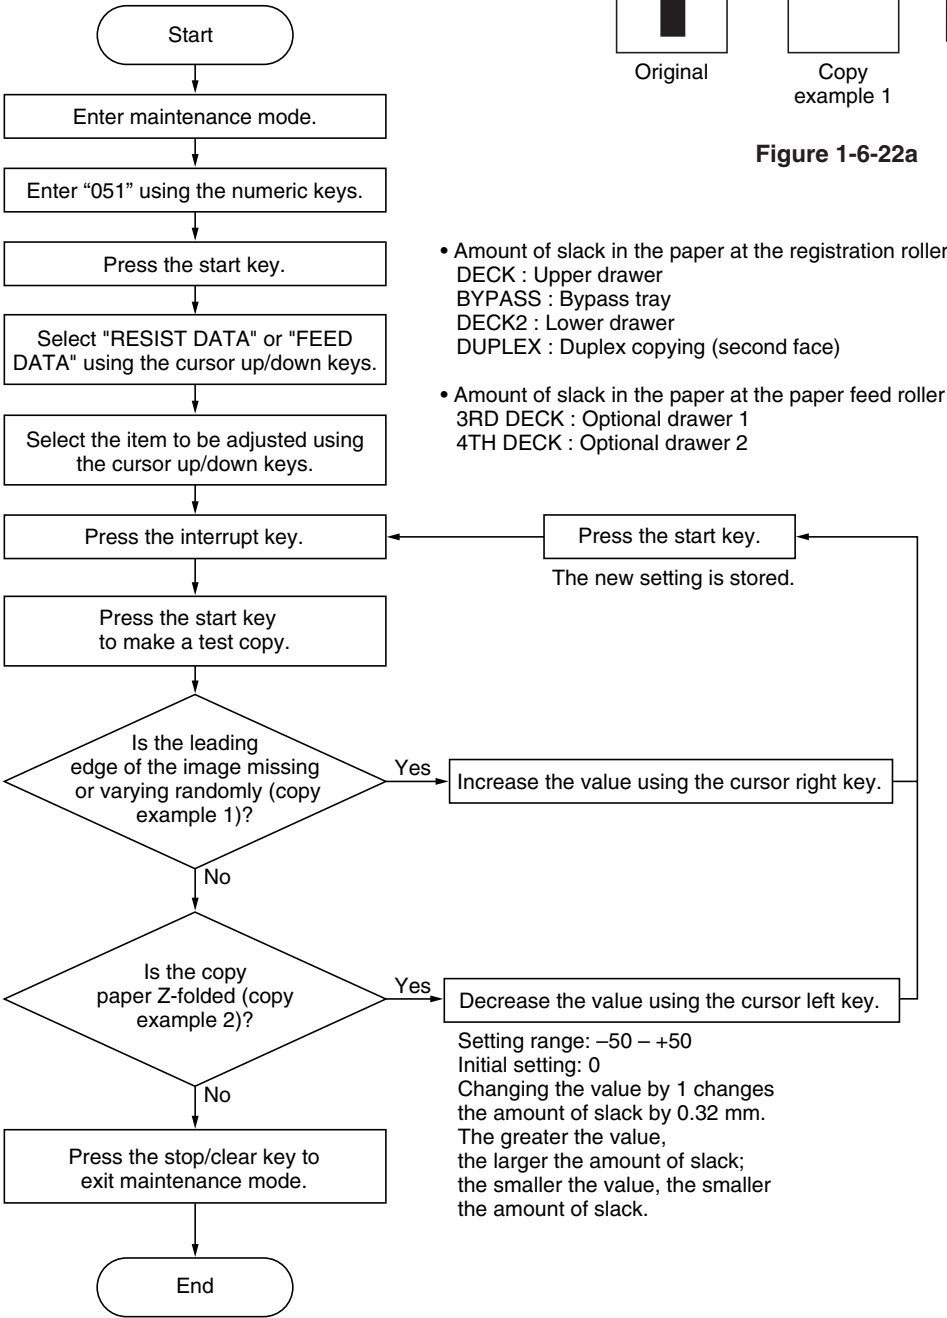 Start
Enter maintenance mode.
Enter “051” using the numeric keys.
Press the start key.
Select "RESIST DATA" or "FEED
DATA" using the cursor up/down keys.
Select the item to be adjusted using
the cursor up/down keys.
Press the interrupt key.
Press the start key
to make a test copy.
Is the leading
edge of the image missing
or varying randomly (copy
example 1)?
Yes
Increase the value using the cursor right key.
No
Is the copy
paper Z-folded (copy
example 2)?
Yes
Decrease the value using the cursor left key.
No
Press the stop/clear key to
exit maintenance mode.
End
Original
Copy
example 1
Figure 1-6-22a
• Amount of slack in the paper at the registration roller
DECK : Upper drawer
BYPASS : Bypass tray
DECK2 : Lower drawer
DUPLEX : Duplex copying (second face)
• Amount of slack in the paper at the paper feed roller
3RD DECK : Optional drawer 1
4TH DECK : Optional drawer 2
Press the start key.
The new setting is stored.
Setting range: –50 – +50
Initial setting: 0
Changing the value by 1 changes
the amount of slack by 0.32 mm.
The greater the value,
the larger the amount of slack;
the smaller the value, the smaller
the amount of slack.